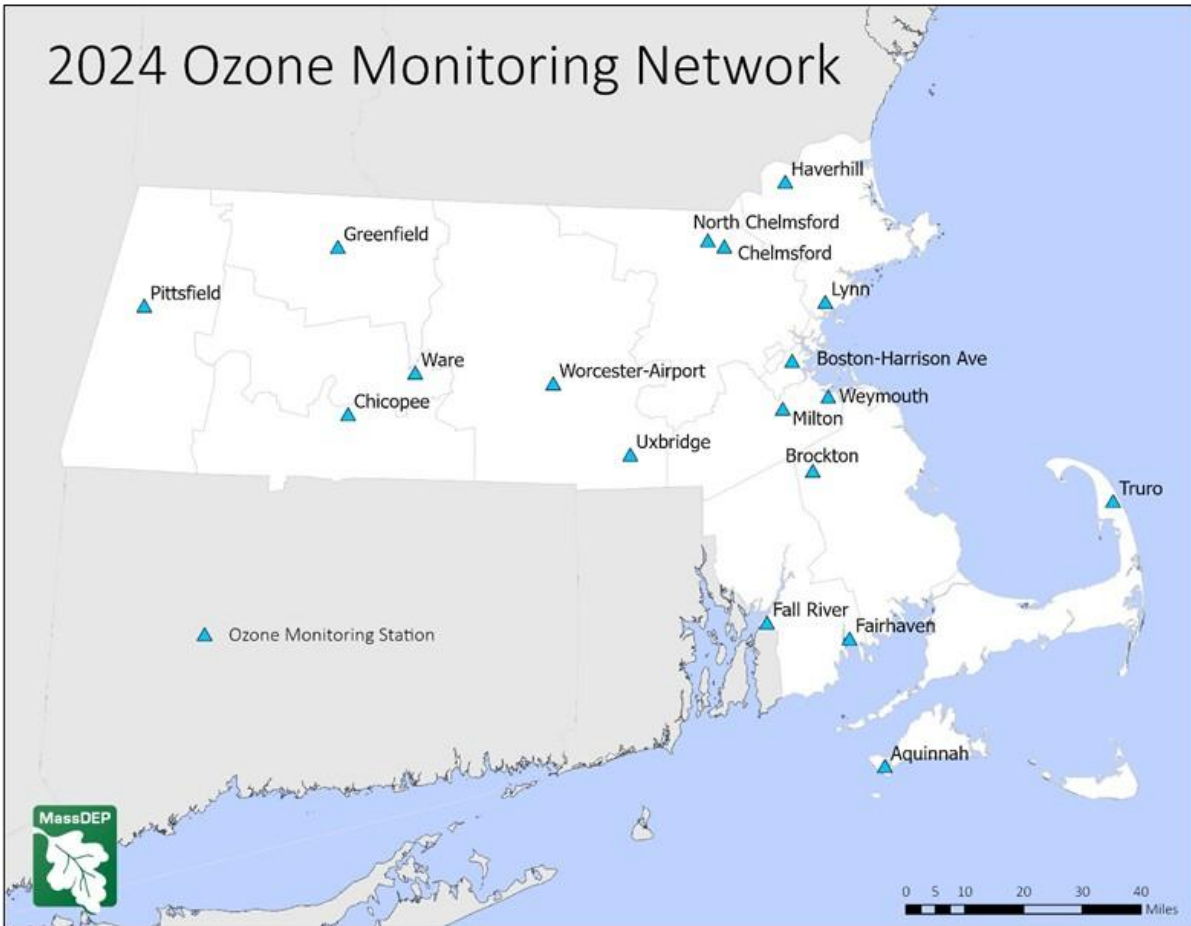 2024 Ozone Monitoring Network
Haverhill
North Chelmsford
Greenfield
Chelmsford
Pittsfield
Lynn
Boston-Harrison Ave
Ware
Worcester-Airport
Weymouth
Chicopee
Milton
Uxbridge
Brockton
Truro
Fall River
Fairhaven
Ozone Monitoring Station
Aquinnah
MassDEP
0 5 10 20 30 40
Miles